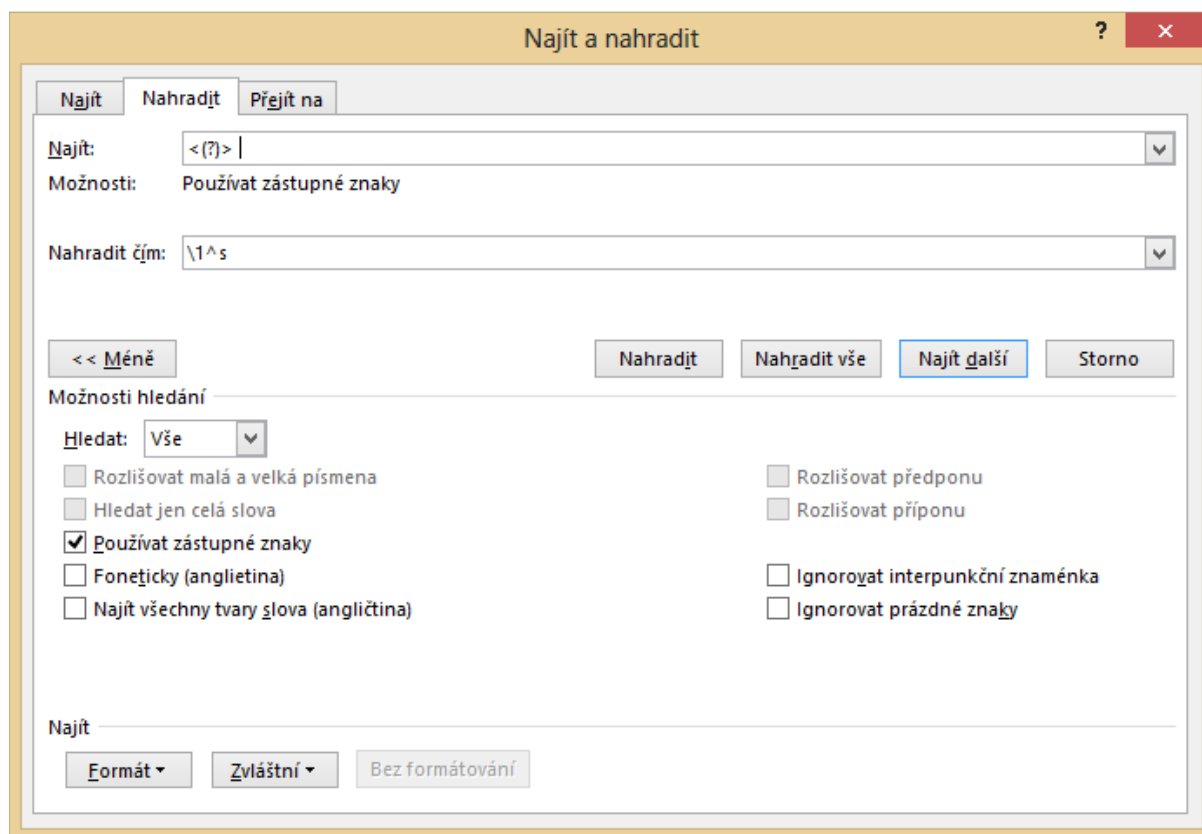 Najít a nahradit
? ×
Najít Nahradit Přejít na
Najít: <(?)>
Možnosti: Používat zástupné znaky
Nahradit čím: \1^s
<< Méně Nahradit Nahradit vše Najít další Storno
Možnosti hledání
Hledat: Vše
Rozlišovat malá a velká písmena Rozlišovat předponu
Hledat jen celá slova Rozlišovat příponu
Používat zástupné znaky
Foneticky (anglietina) Ignorovat interpunkční znaménka
Najít všechny tvary slova (angličtina) Ignorovat prázdné znaky
Najít
Formát Zvláštní Bez formátování